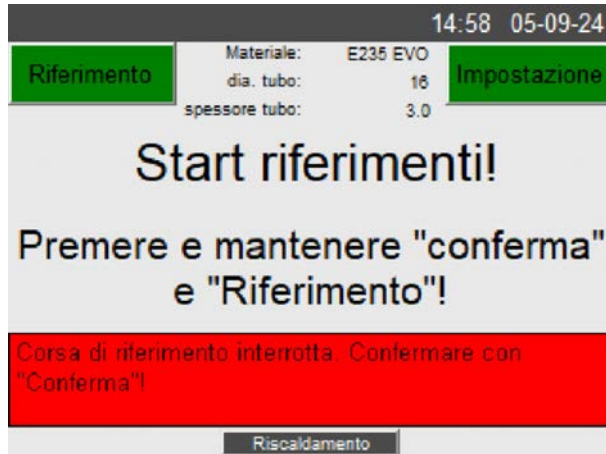 14:58 05-09-24
Riferimento
Materiale: E235 EVO
dia. tubo: 16
spessore tubo: 3.0
Impostazione
Start riferimenti!
Premere e mantenere "conferma"
e "Riferimento"!
Corsa di riferimento interrotta. Confermare con
"Conferma"!
Riscaldamento